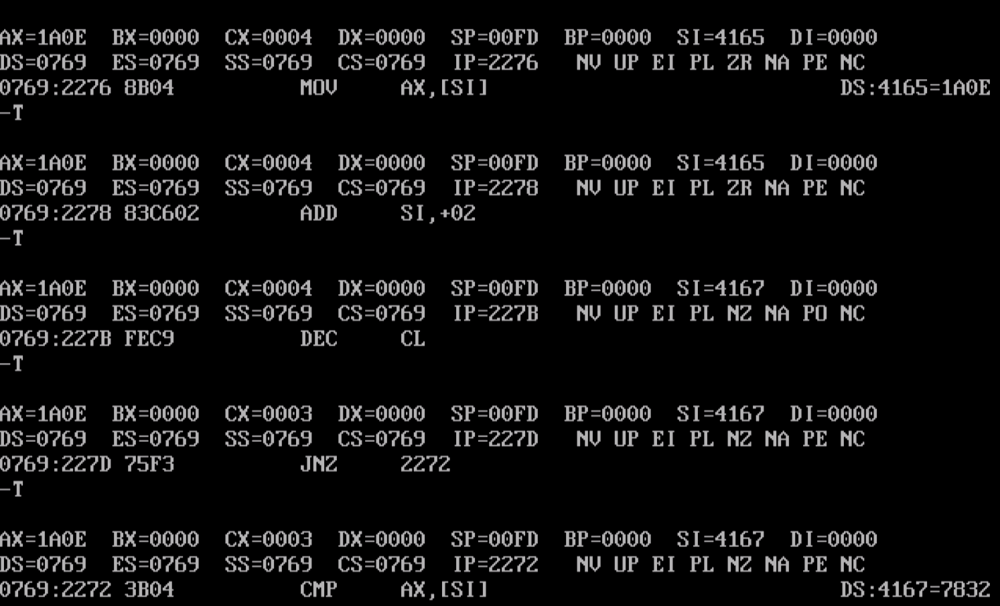 AX=1A0E  BX=0000  CX=0004  DX=0000  SP=00FD  BP=0000  SI=4165  DI=0000
DS=0769  ES=0769  SS=0769  CS=0769  IP=2276   NV UP EI PL ZR NA PE NC
0769:2276 8B04          MOV     AX,[SI]                            DS:4165=1A0E
-T
AX=1A0E  BX=0000  CX=0004  DX=0000  SP=00FD  BP=0000  SI=4165  DI=0000
DS=0769  ES=0769  SS=0769  CS=0769  IP=2278   NV UP EI PL ZR NA PE NC
0769:2278 83C602        ADD     SI,+02
-T
AX=1A0E  BX=0000  CX=0004  DX=0000  SP=00FD  BP=0000  SI=4167  DI=0000
DS=0769  ES=0769  SS=0769  CS=0769  IP=227B   NV UP EI PL NZ NA PO NC
0769:227B FEC9          DEC     CL
-T
AX=1A0E  BX=0000  CX=0003  DX=0000  SP=00FD  BP=0000  SI=4167  DI=0000
DS=0769  ES=0769  SS=0769  CS=0769  IP=227D   NV UP EI PL NZ NA PE NC
0769:227D 75F3          JNZ     2272
-T
AX=1A0E  BX=0000  CX=0003  DX=0000  SP=00FD  BP=0000  SI=4167  DI=0000
DS=0769  ES=0769  SS=0769  CS=0769  IP=2272   NV UP EI PL NZ NA PE NC
0769:2272 3B04          CMP     AX,[SI]                            DS:4167=7832